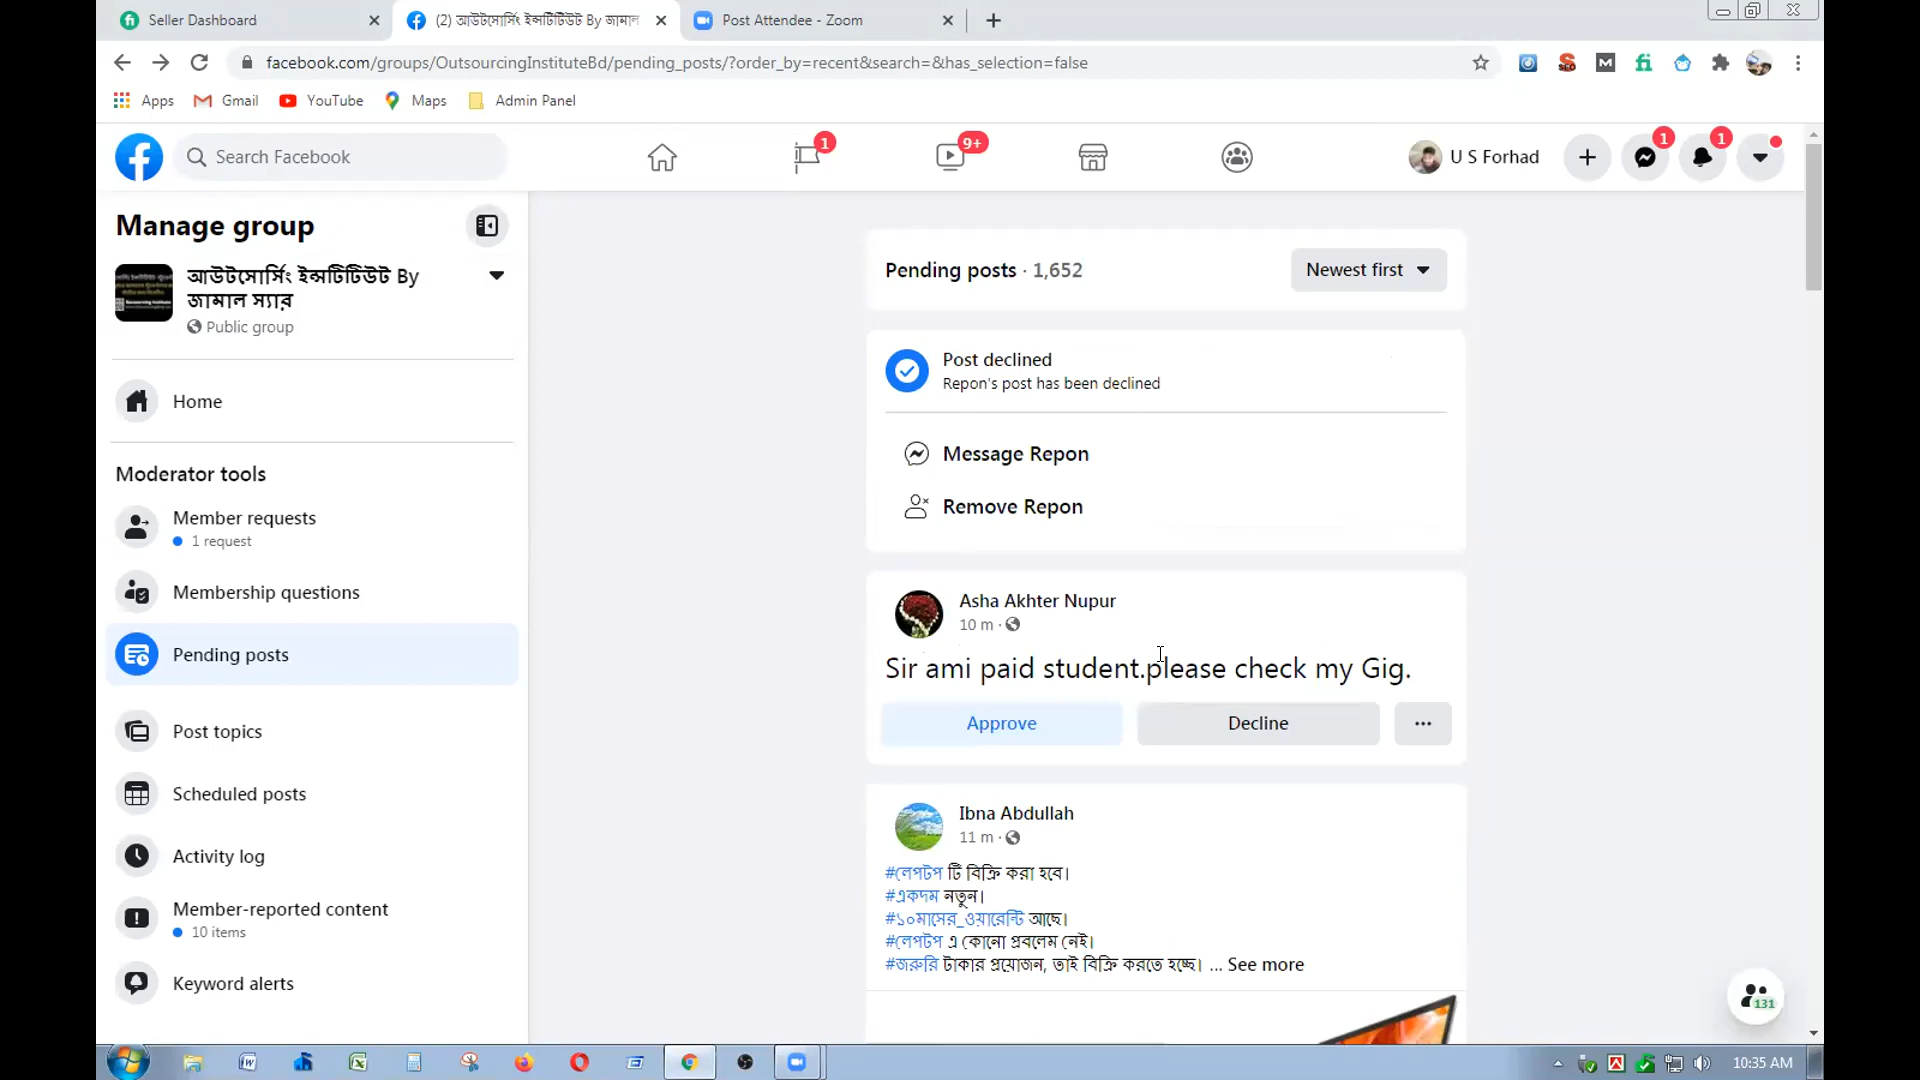 Seller Dashboard
(2) আউটসোর্সিং ইন্সটিটিউট By জামাল
Post Attendee - Zoom
facebook.com/groups/OutsourcingInstituteBd/pending_posts/?order_by=recent&search=&has_selection=false
Apps
Gmail
YouTube
Maps
Admin Panel
Search Facebook
1
9+
U S Forhad
1
1
Manage group
আউটসোর্সিং ইন্সটিটিউট By
জামাল স্যার
Public group
Home
Moderator tools
Member requests
1 request
Membership questions
Pending posts
Post topics
Scheduled posts
Activity log
Member-reported content
10 items
Keyword alerts
Pending posts · 1,652
Newest first
Post declined
Repon's post has been declined
Message Repon
Remove Repon
Asha Akhter Nupur
10 m ·
Sir ami paid student.please check my Gig.
Approve
Decline
Ibna Abdullah
11 m ·
#লেপটপ টি বিক্রি করা হবে।
#একদম নতুন।
#১০মাসের_ওয়ারেন্টি আছে।
#লেপটপ এ কোনো প্রবলেম নেই।
#জরুরি টাকার প্রয়োজন, তাই বিক্রি করতে হচ্ছে। ... See more
131
10:35 AM